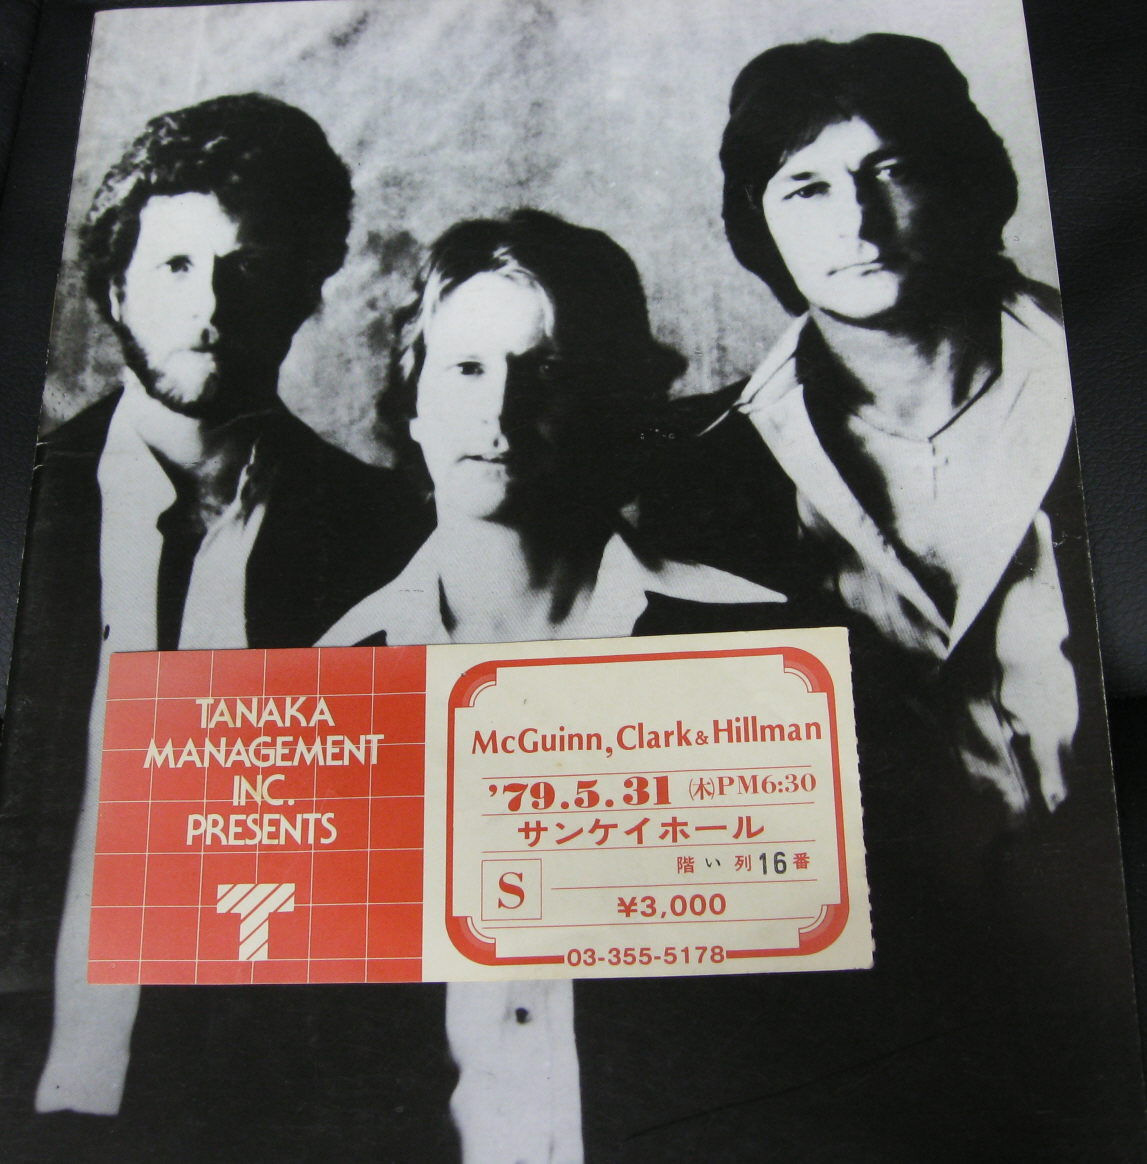 TANAKA
MANAGEMENT
INC.
PRESENTS
T
McGuinn, Clark & Hillman
'79.5.31 (木)PM6:30
サンケイホール
階 い 列 16 番
S
¥3,000
03-355-5178